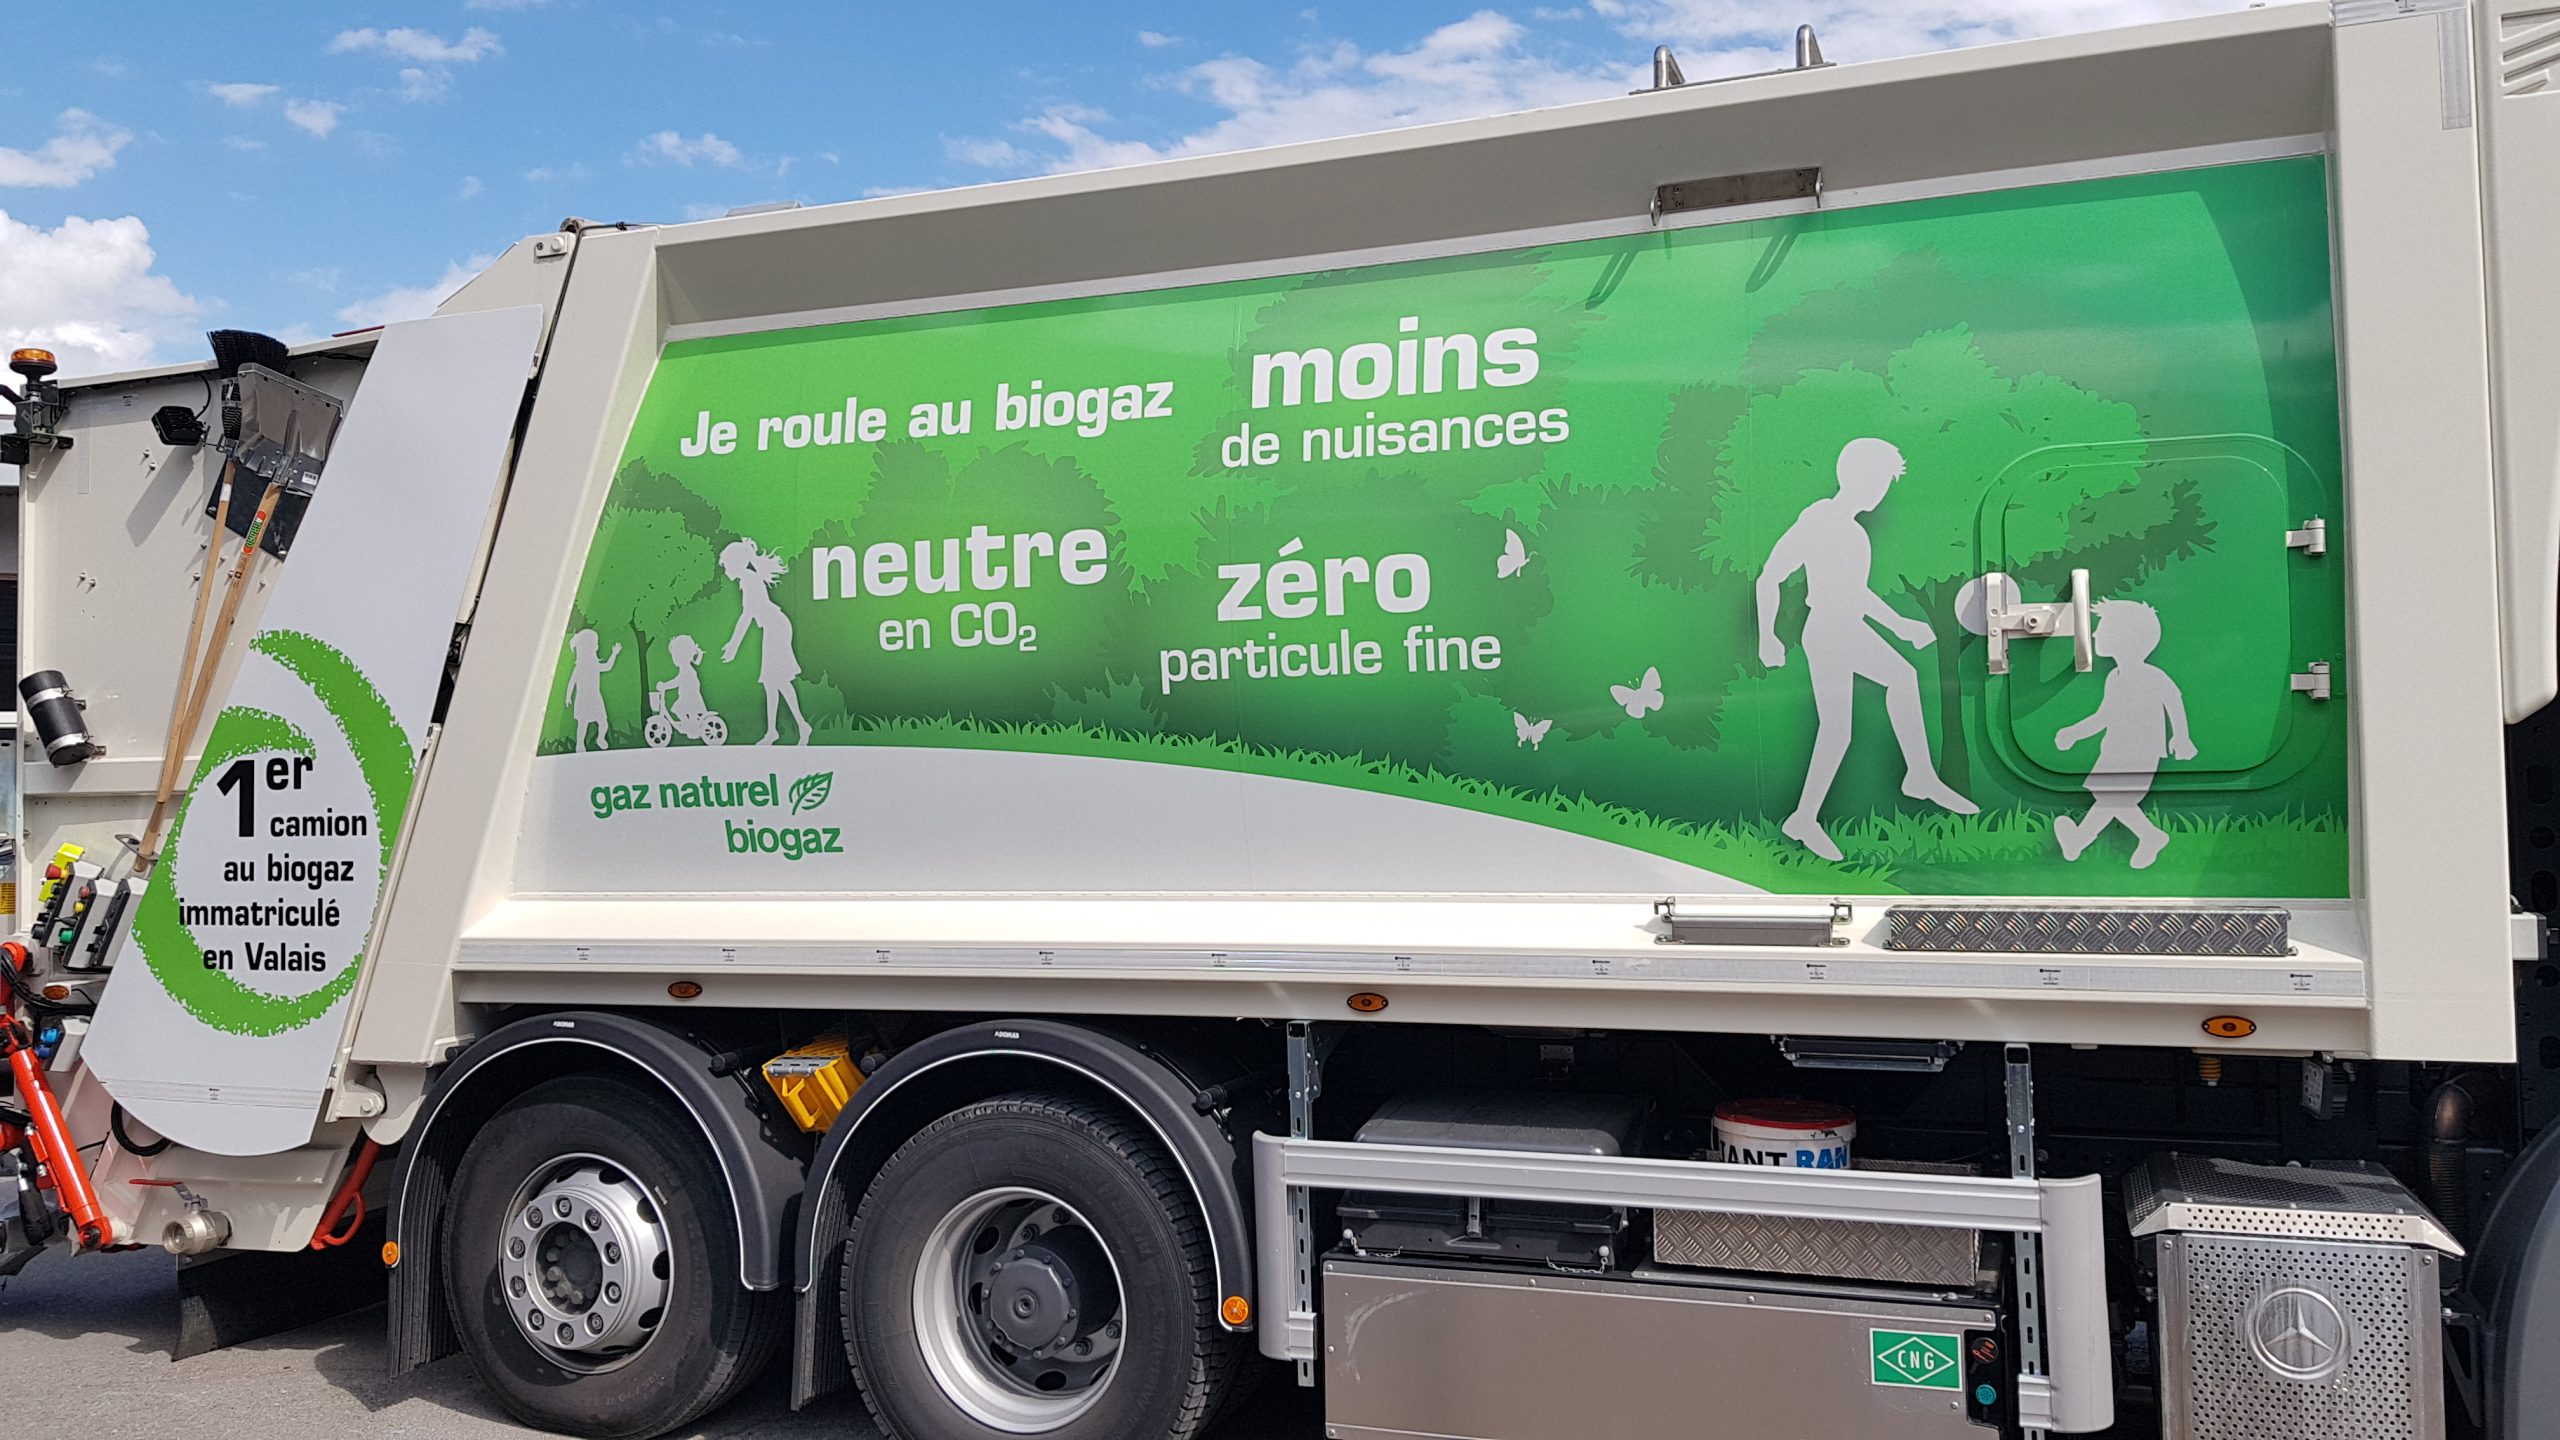 Je roule au biogaz
moins
de nuisances
neutre
en CO₂
zéro
particule fine
gaz naturel
biogaz
1er
camion
au biogaz
immatriculé
en Valais
CNG